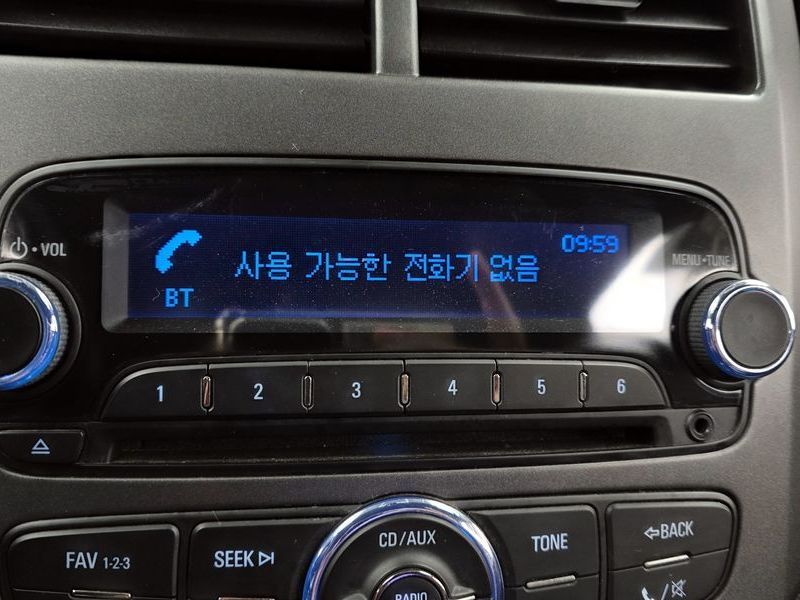 VOL
09:59
MENU•TUNE
사용 가능한 전화기 없음
BT
1 2 3 4 5 6
FAV 1-2-3
SEEK
CD/AUX
TONE
BACK
RADIO